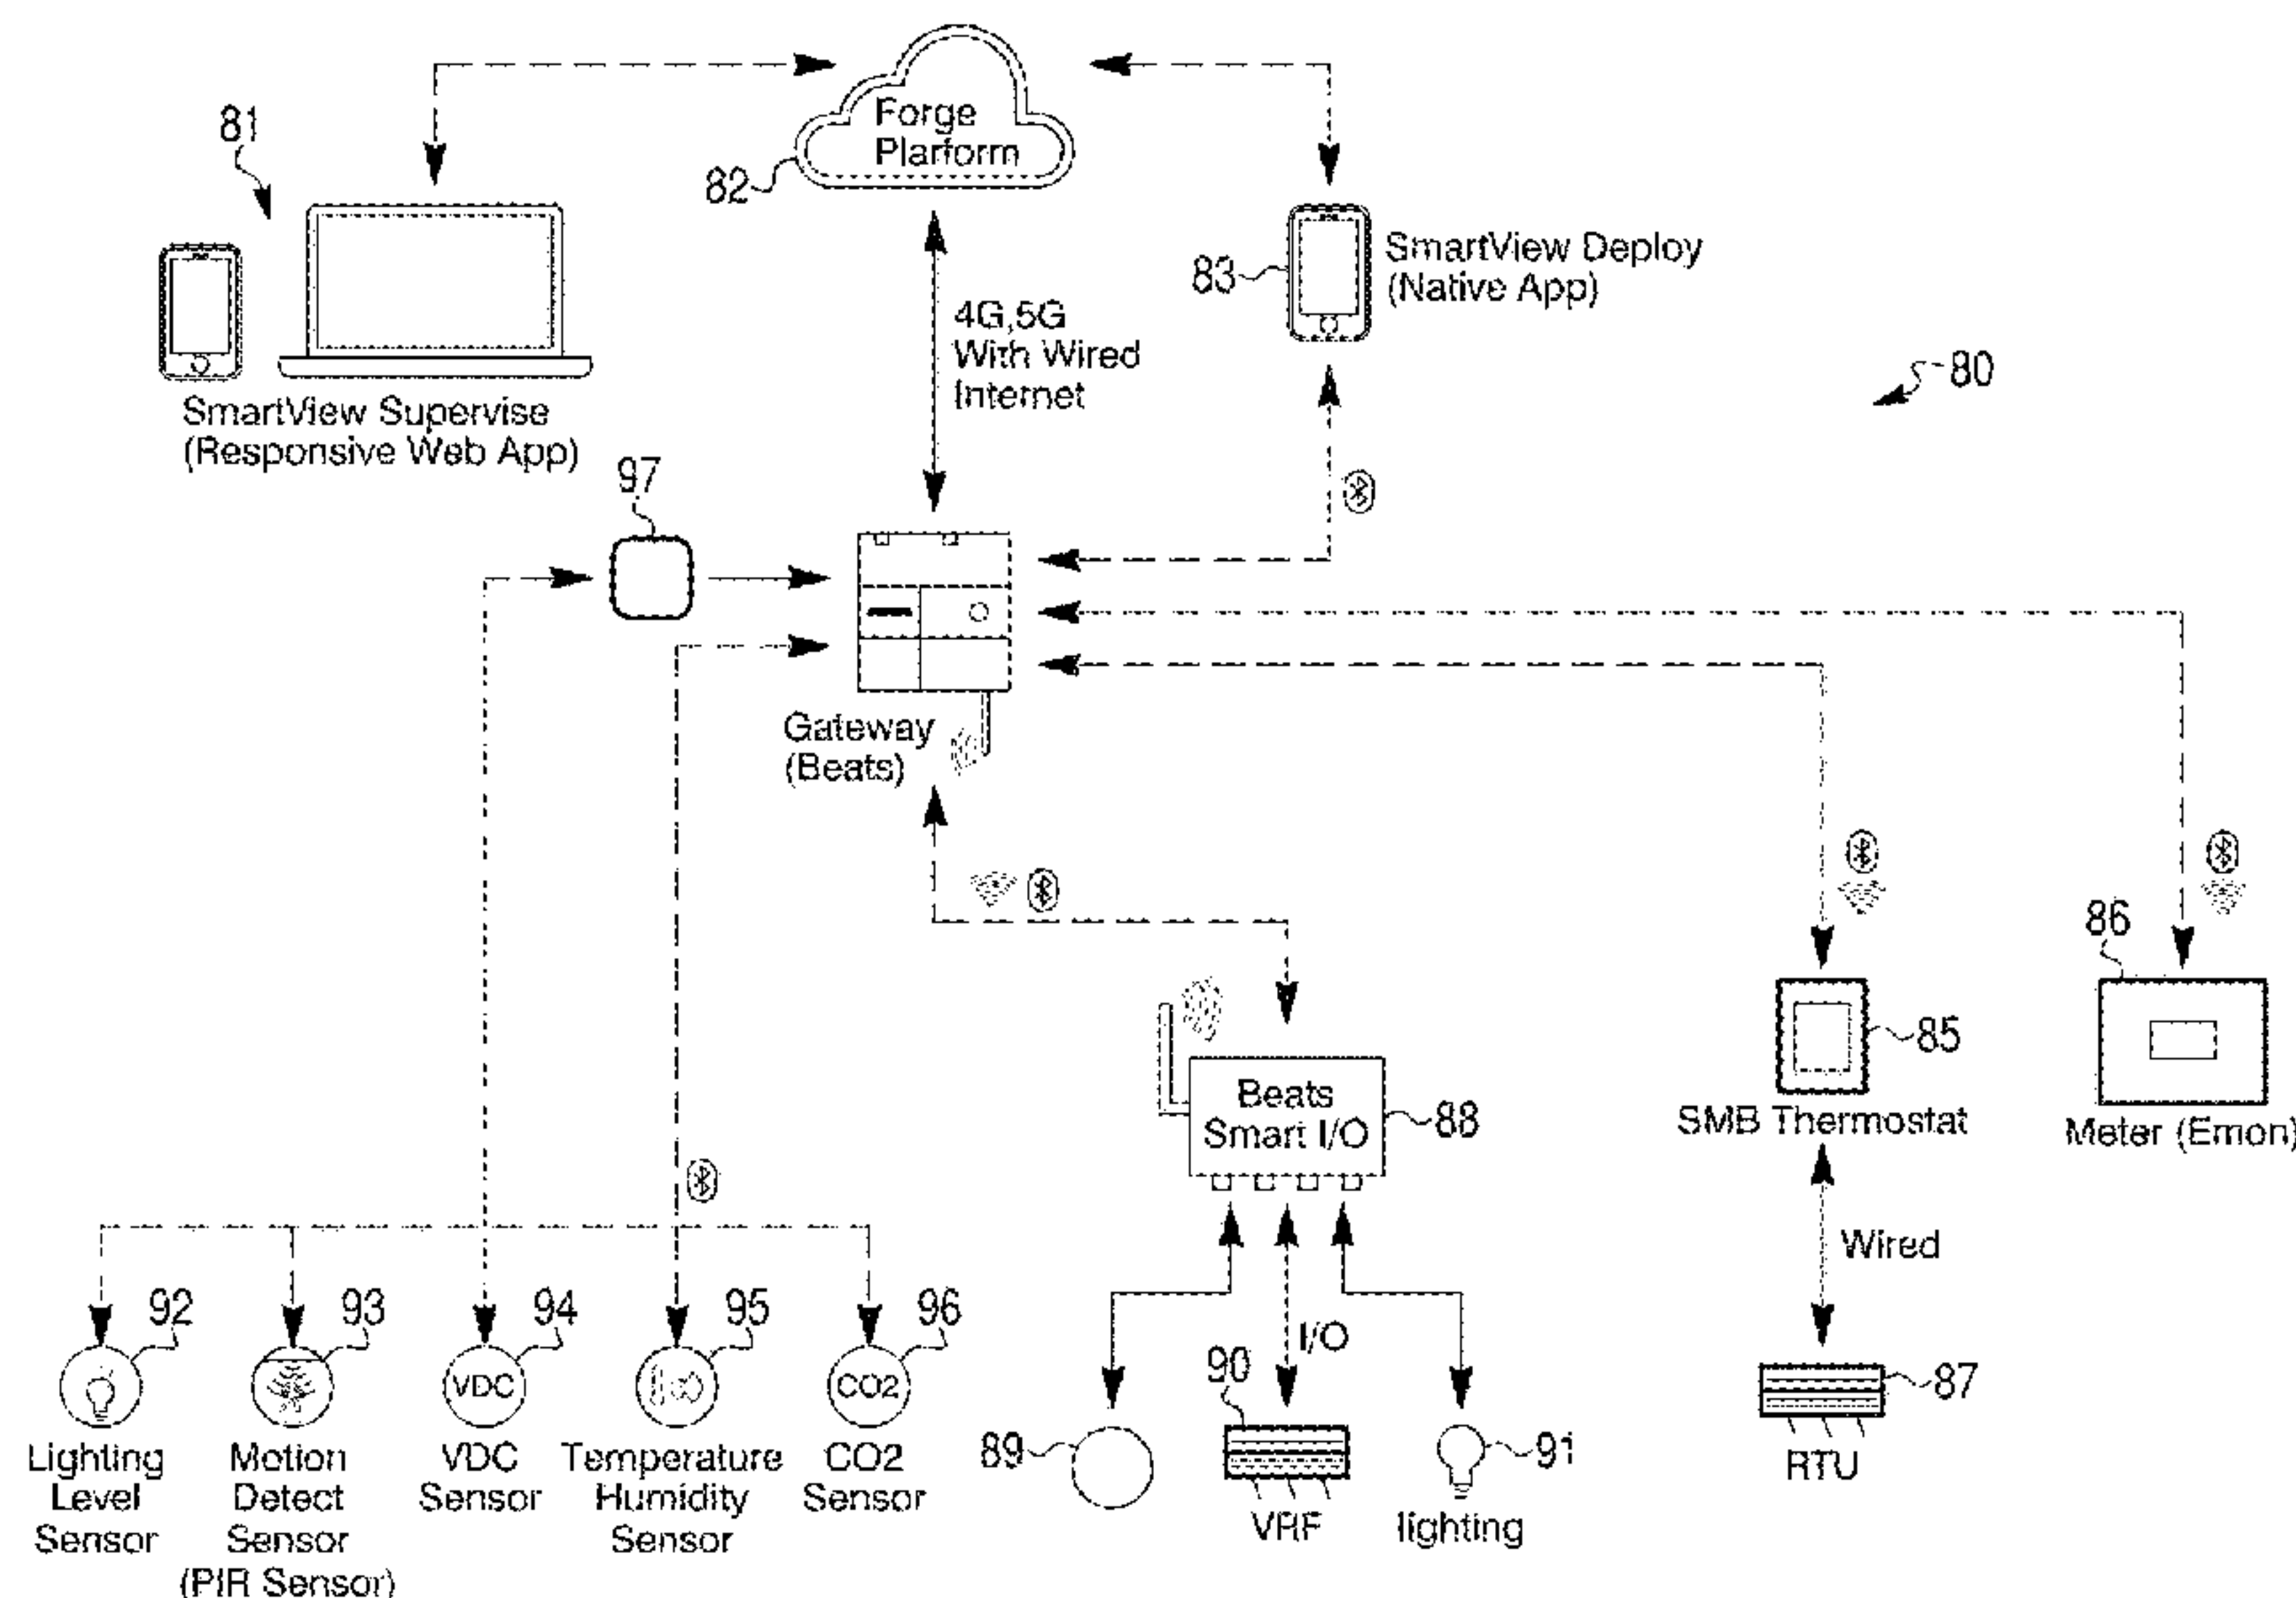 Forge
Plarform
81
82
83
SmartView Deploy
(Native App)
4G,5G
With Wired
Internet
80
SmartView Supervise
(Responsive Web App)
97
Gateway
(Beats)
86
85
Beats
Smart I/O
88
SMB Thermostat
Meter (Emon)
Wired
92
93
94
95
96
I/O
VDC
CO2
90
87
89
91
Lighting
Level
Sensor
Motion
Detect
Sensor
(PIR Sensor)
VDC
Sensor
Temperature
Humidity
Sensor
CO2
Sensor
VRF
lighting
RTU